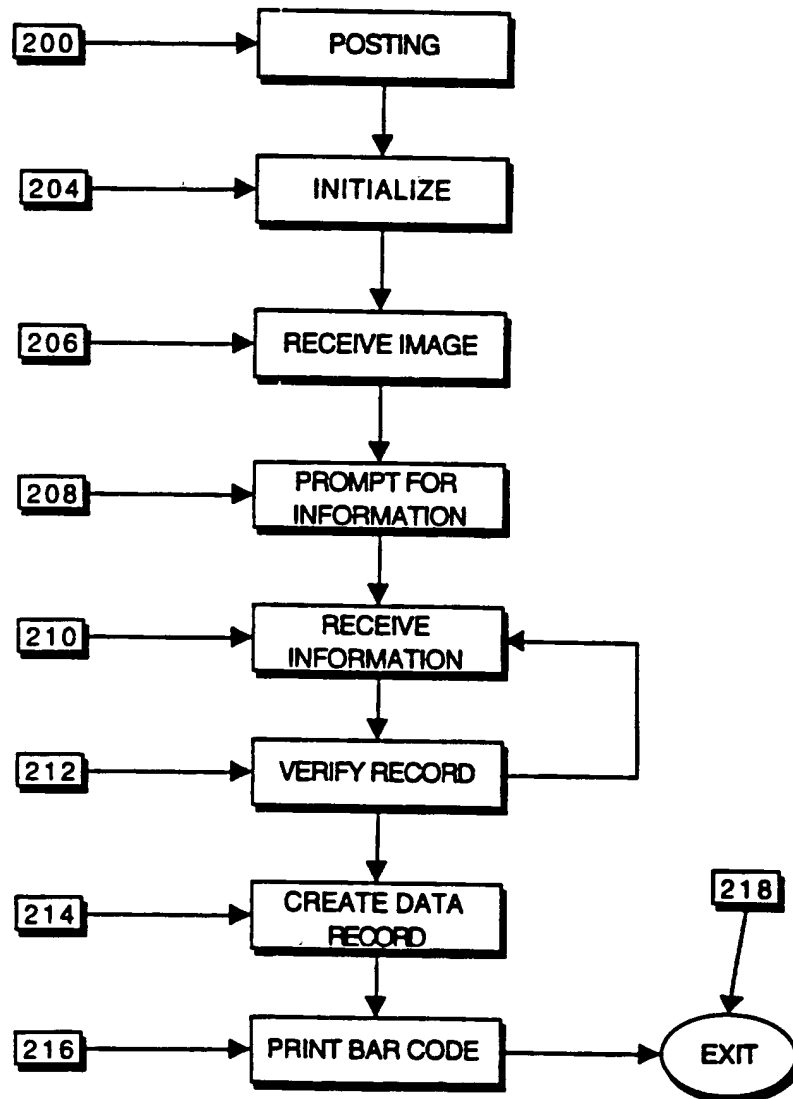 200
POSTING
204
INITIALIZE
206
RECEIVE IMAGE
208
PROMPT FOR
INFORMATION
210
RECEIVE
INFORMATION
212
VERIFY RECORD
214
CREATE DATA
RECORD
218
216
PRINT BAR CODE
EXIT